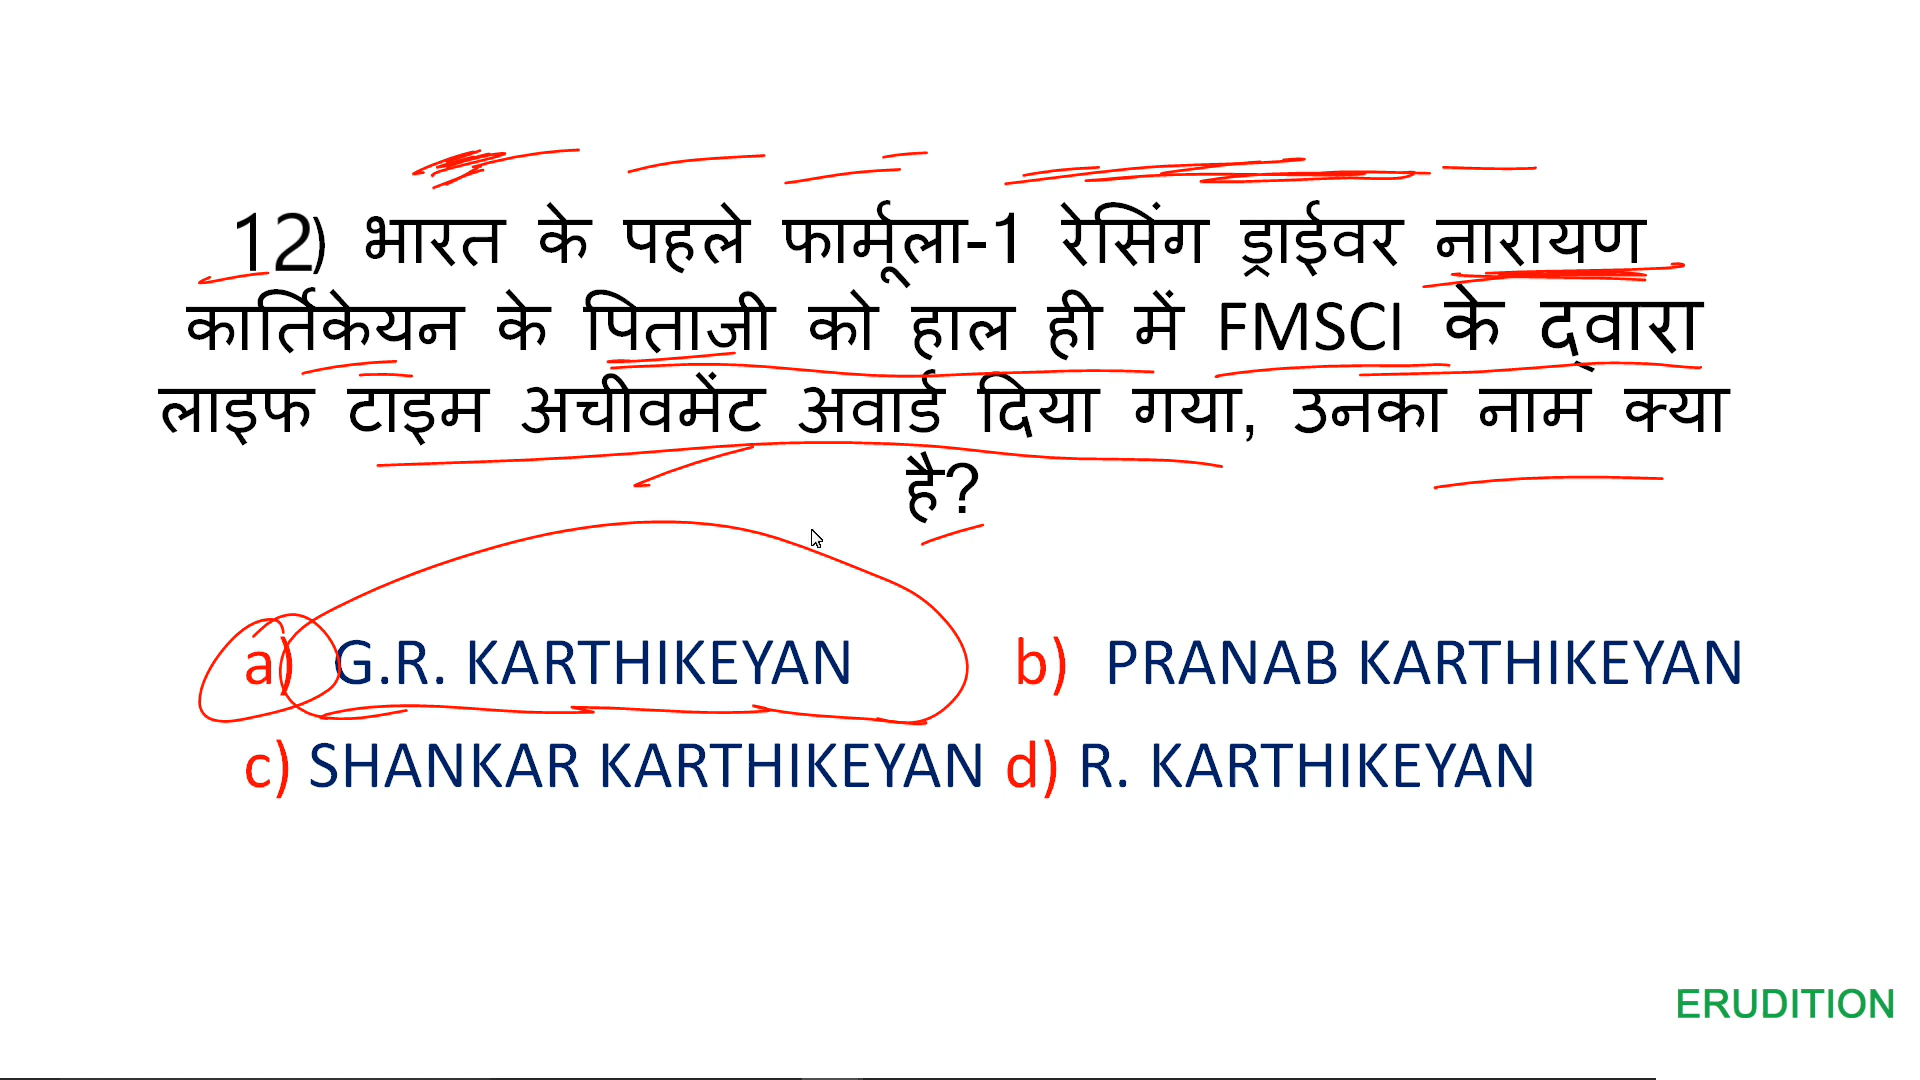 12) भारत के पहले फार्मूला-1 रेसिंग ड्राईवर नारायण
कार्तिकेयन के पिताजी को हाल ही में FMSCI के द्वारा
लाइफ टाइम अचीवमेंट अवार्ड दिया गया, उनका नाम क्या
है?
a) G.R. KARTHIKEYAN b) PRANAB KARTHIKEYAN
c) SHANKAR KARTHIKEYAN d) R. KARTHIKEYAN
ERUDITION